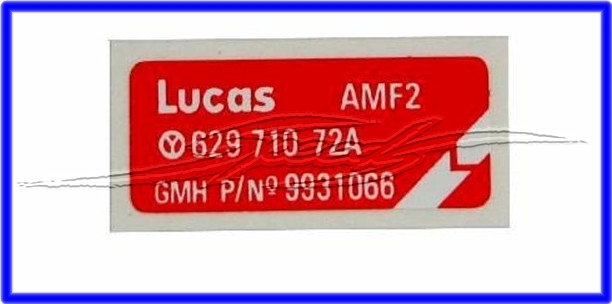 Lucas AMF2
Ⓨ 629 710 72A
GMH P/Nº 9931066